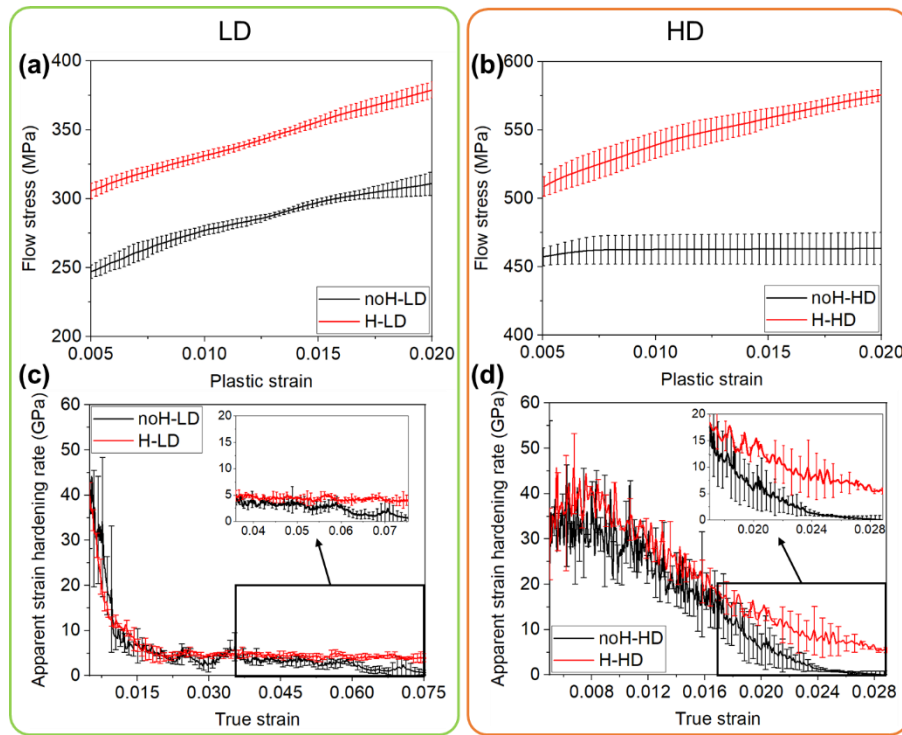 LD
HD
(a)
400
350
300
250
200
Flow stress (MPa)
noH-LD
H-LD
0.005
0.010
0.015
0.020
Plastic strain
(b)
600
550
500
450
400
Flow stress (MPa)
noH-HD
H-HD
0.005
0.010
0.015
0.020
Plastic strain
(c)
60
50
40
30
20
10
0
Apparent strain hardening rate (GPa)
noH-LD
H-LD
20
15
10
5
0
0.04
0.05
0.06
0.07
0.015
0.030
0.045
0.060
0.075
True strain
(d)
60
50
40
30
20
10
0
Apparent strain hardening rate (GPa)
20
15
10
5
0
0.020
0.024
0.028
noH-HD
H-HD
0.008
0.012
0.016
0.020
0.024
0.028
True strain